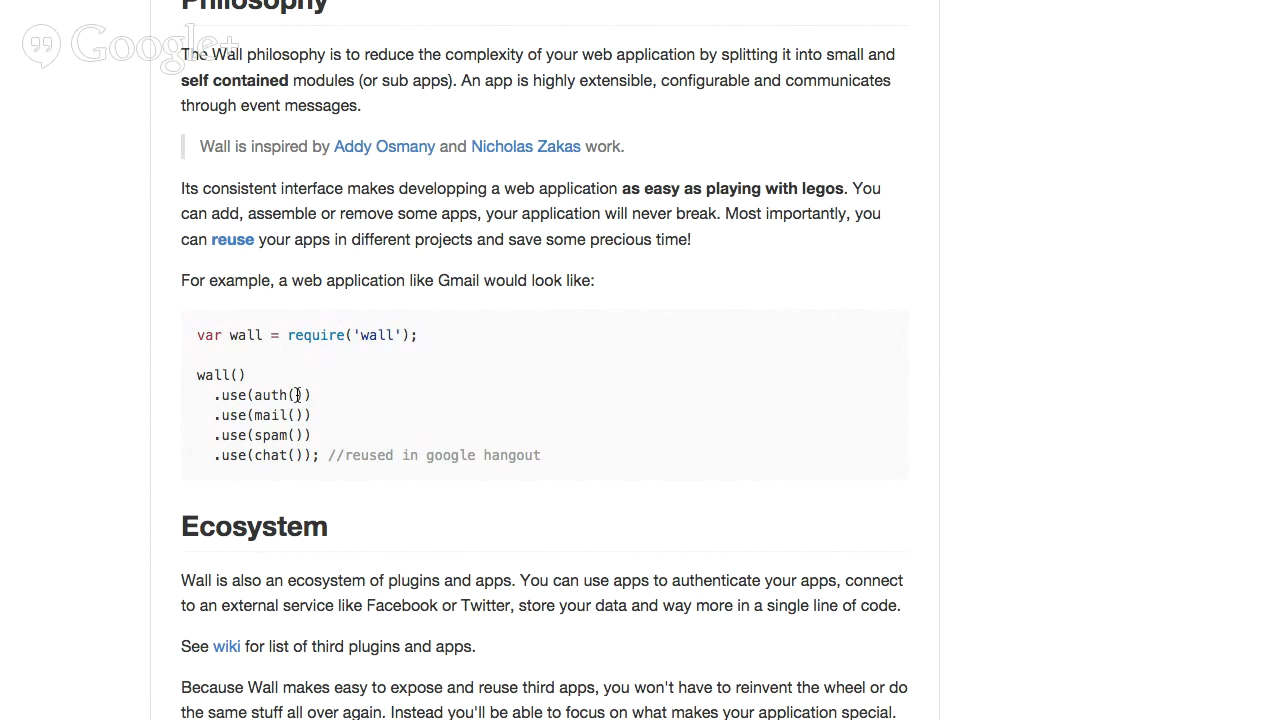 Philosophy
Google+
The Wall philosophy is to reduce the complexity of your web application by splitting it into small and
self contained modules (or sub apps). An app is highly extensible, configurable and communicates
through event messages.
Wall is inspired by Addy Osmany and Nicholas Zakas work.
Its consistent interface makes developping a web application as easy as playing with legos. You
can add, assemble or remove some apps, your application will never break. Most importantly, you
can reuse your apps in different projects and save some precious time!
For example, a web application like Gmail would look like:
var wall = require('wall');
wall()
.use(auth())
.use(mail())
.use(spam())
.use(chat()); //reused in google hangout
Ecosystem
Wall is also an ecosystem of plugins and apps. You can use apps to authenticate your apps, connect
to an external service like Facebook or Twitter, store your data and way more in a single line of code.
See wiki for list of third plugins and apps.
Because Wall makes easy to expose and reuse third apps, you won't have to reinvent the wheel or do
the same stuff all over again. Instead you'll be able to focus on what makes your application special.